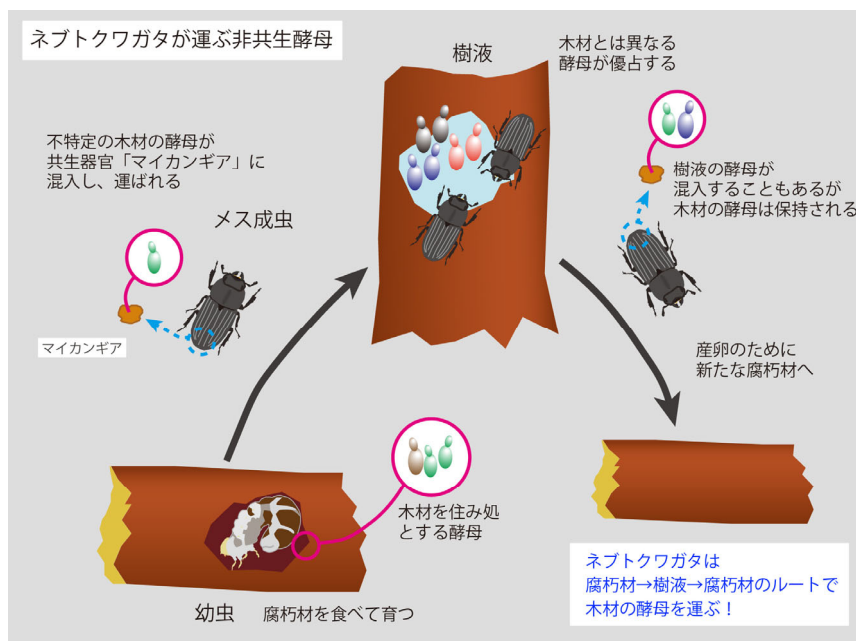 ネブトクワガタが運ぶ非共生酵母
樹液
木材とは異なる
酵母が優占する
不特定の木材の酵母が
共生器官「マイカンギア」に
混入し、運ばれる
樹液の酵母が
混入することもあるが
木材の酵母は保持される
メス成虫
マイカンギア
産卵のために
新たな腐朽材へ
木材を住み処
とする酵母
幼虫
腐朽材を食べて育つ
ネブトクワガタは
腐朽材→樹液→腐朽材のルートで
木材の酵母を運ぶ！